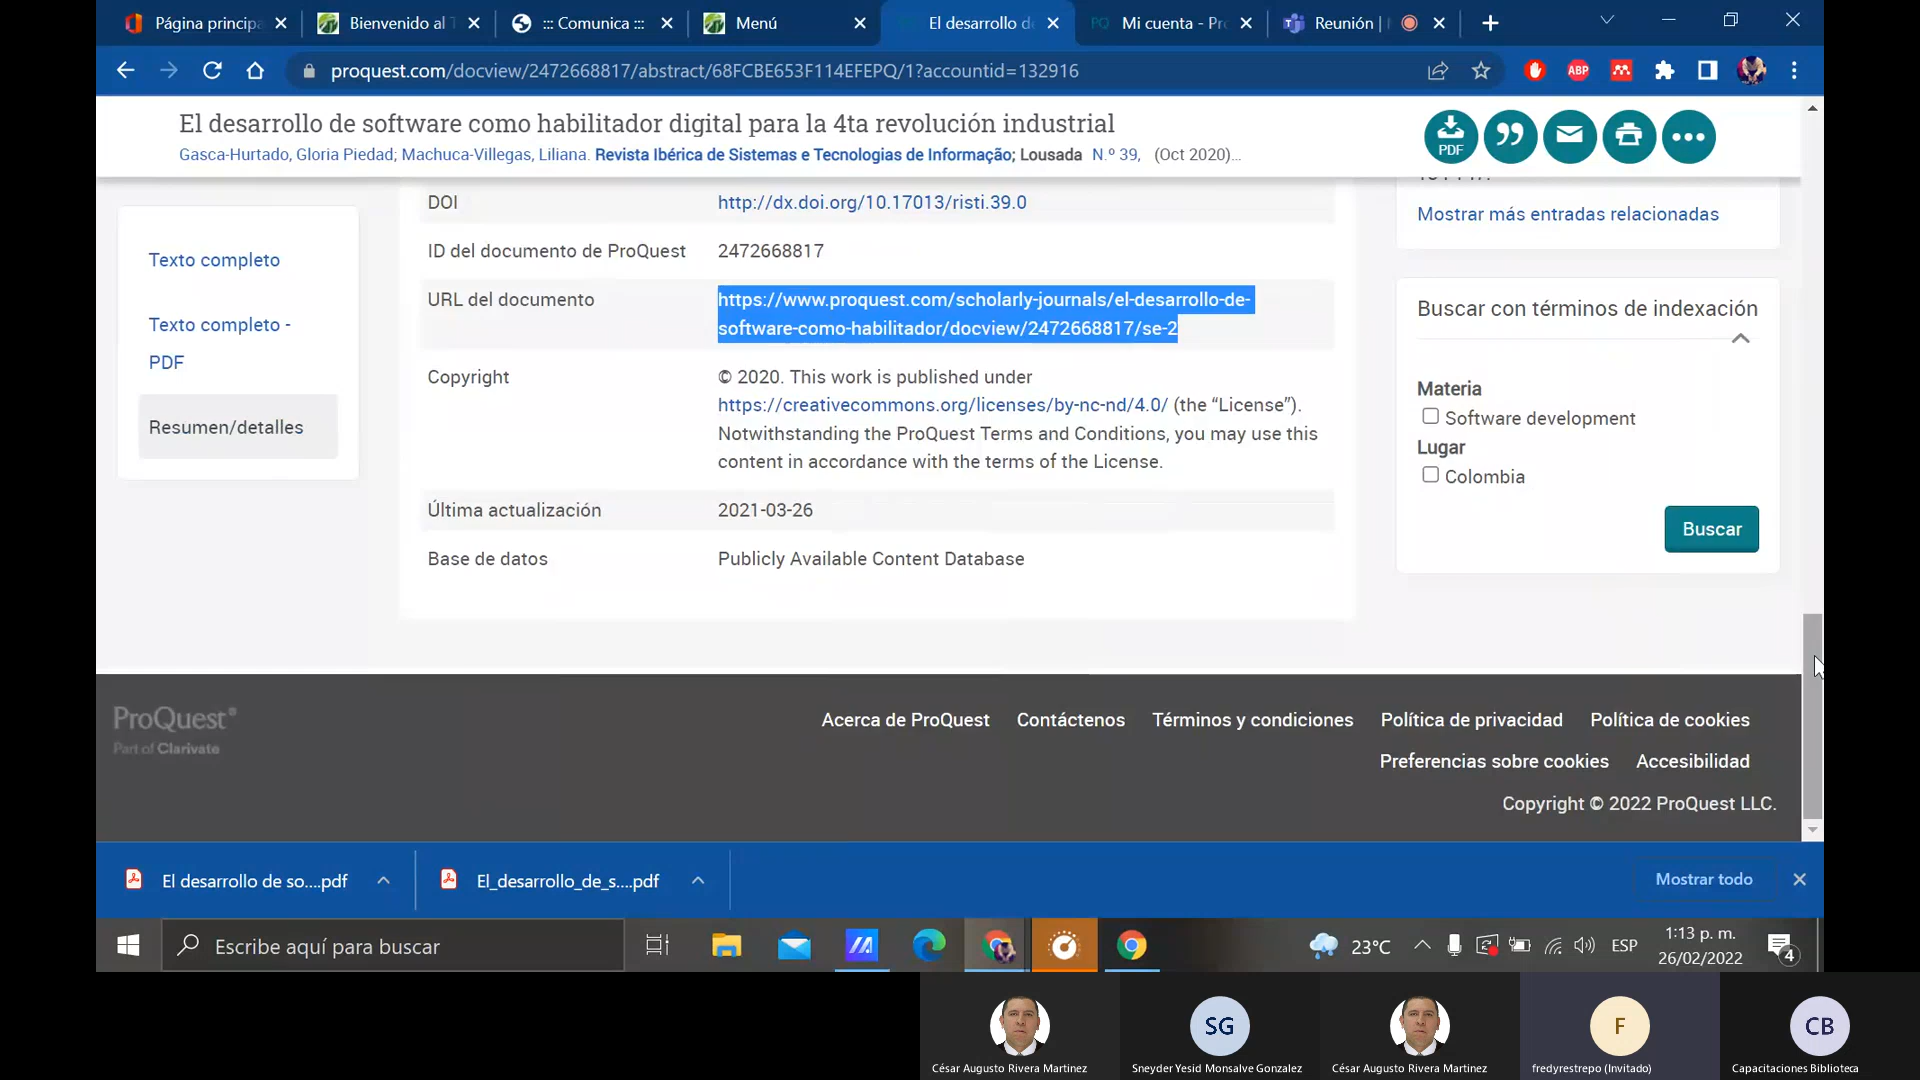 Página principa
Bienvenido al T
::: Comunica :::
Menú
El desarrollo de
Mi cuenta - Pro
Reunión |
proquest.com/docview/2472668817/abstract/68FCBE653F114EFEPQ/1?accountid=132916
ABP
El desarrollo de software como habilitador digital para la 4ta revolución industrial
Gasca-Hurtado, Gloria Piedad; Machuca-Villegas, Liliana. Revista Ibérica de Sistemas e Tecnologias de Informação; Lousada N.º 39, (Oct 2020)...
PDF
Texto completo
Texto completo -
PDF
Resumen/detalles
DOI http://dx.doi.org/10.17013/risti.39.0
ID del documento de ProQuest 2472668817
URL del documento https://www.proquest.com/scholarly-journals/el-desarrollo-de-
software-como-habilitador/docview/2472668817/se-2
Copyright © 2020. This work is published under
https://creativecommons.org/licenses/by-nc-nd/4.0/ (the “License”).
Notwithstanding the ProQuest Terms and Conditions, you may use this
content in accordance with the terms of the License.
Última actualización 2021-03-26
Base de datos Publicly Available Content Database
Mostrar más entradas relacionadas
Buscar con términos de indexación
Materia
Software development
Lugar
Colombia
Buscar
ProQuest®
Part of Clarivate
Acerca de ProQuest Contáctenos Términos y condiciones Política de privacidad Política de cookies
Preferencias sobre cookies Accesibilidad
Copyright © 2022 ProQuest LLC.
El desarrollo de so....pdf
El_desarrollo_de_s....pdf
Mostrar todo
Escribe aquí para buscar
23°C
ESP
1:13 p. m.
26/02/2022
4
SG
F
CB
César Augusto Rivera Martinez
Sneyder Yesid Monsalve Gonzalez
César Augusto Rivera Martinez
fredyrestrepo (Invitado)
Capacitaciones Biblioteca